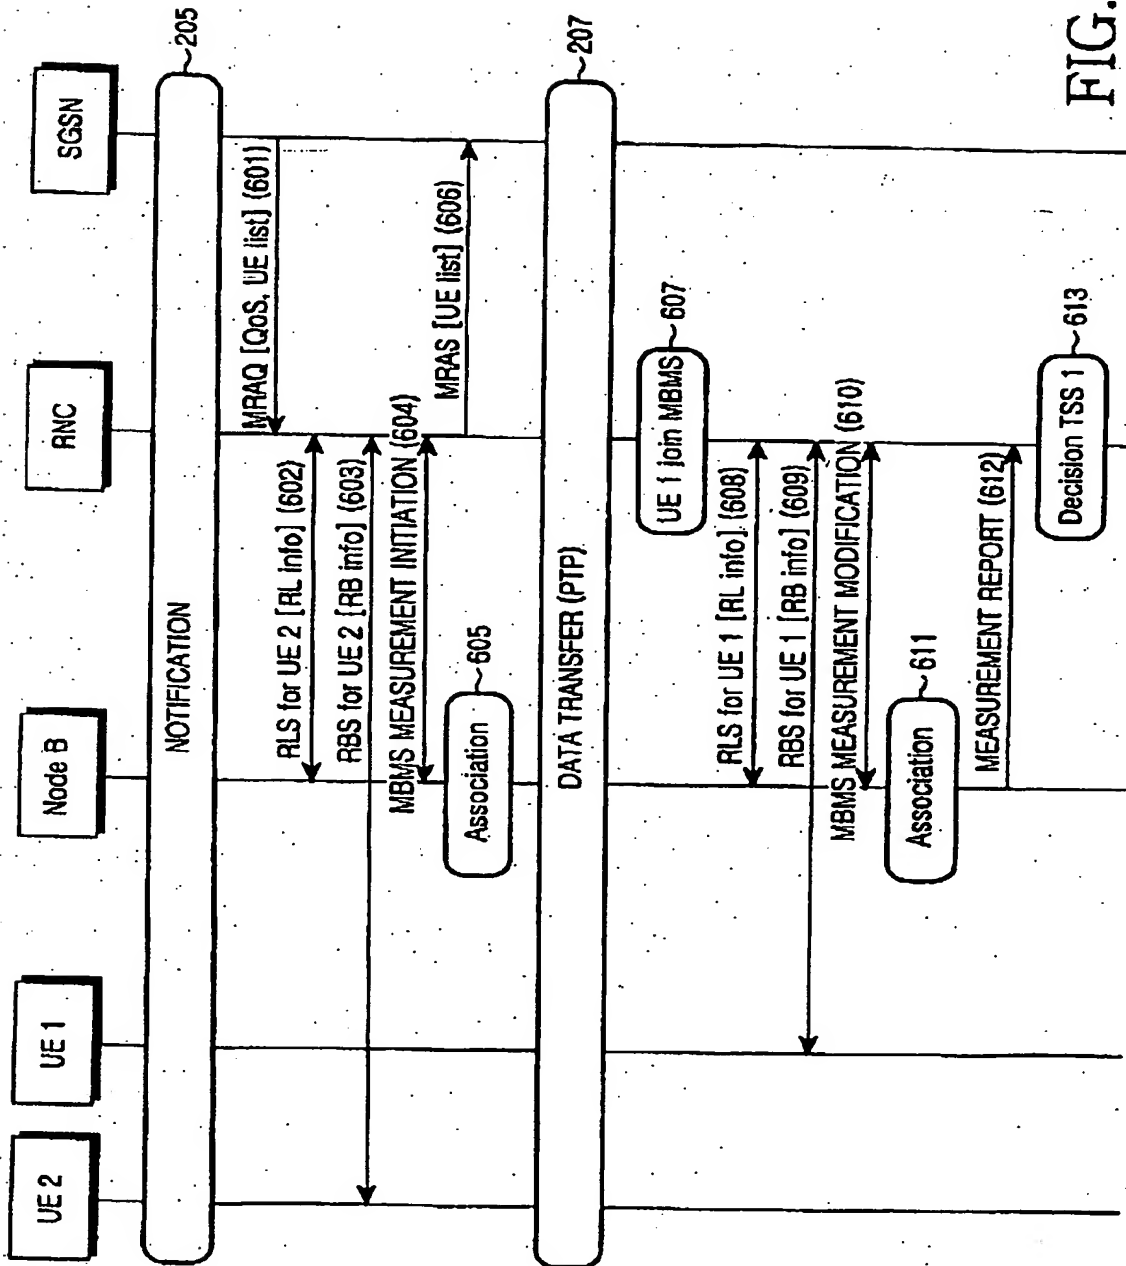 UE 2
UE 1
Node B
RNC
SGSN
NOTIFICATION
205
MRAQ [QoS, UE list] (601)
RLS for UE 2 [RL info] (602)
RBS for UE 2 [RB info] (603)
MBMS MEASUREMENT INITIATION (604)
Association
605
MRAS [UE list] (606)
DATA TRANSFER (PTP)
207
UE 1 join MBMS
607
RLS for UE 1 [RL info] (608)
RBS for UE 1 [RB info] (609)
MBMS MEASUREMENT MODIFICATION (610)
Association
611
MEASUREMENT REPORT (612)
Decision TSS 1
613
FIG.